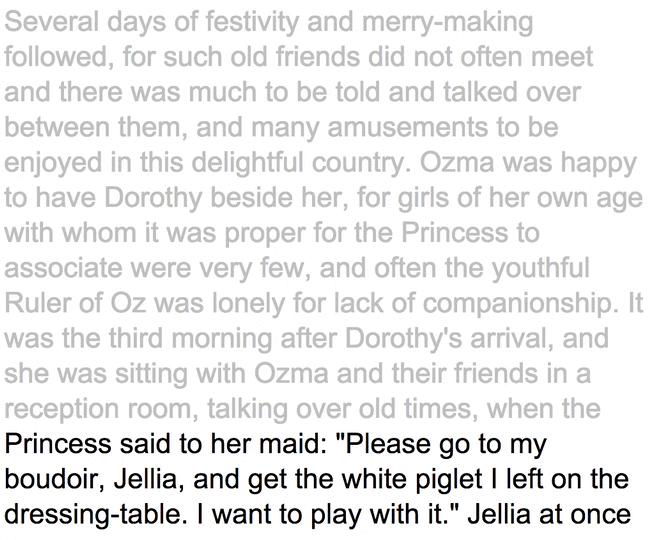 Several days of festivity and merry-making
followed, for such old friends did not often meet
and there was much to be told and talked over
between them, and many amusements to be
enjoyed in this delightful country. Ozma was happy
to have Dorothy beside her, for girls of her own age
with whom it was proper for the Princess to
associate were very few, and often the youthful
Ruler of Oz was lonely for lack of companionship. It
was the third morning after Dorothy's arrival, and
she was sitting with Ozma and their friends in a
reception room, talking over old times, when the
Princess said to her maid: "Please go to my
boudoir, Jellia, and get the white piglet I left on the
dressing-table. I want to play with it." Jellia at once